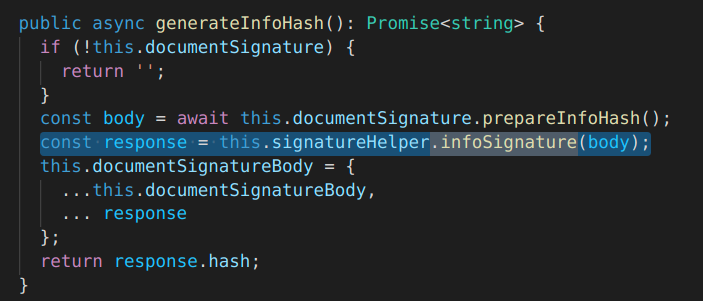 public async generateInfoHash(): Promise<string> {
if (!this.documentSignature) {
return '';
}
const body = await this.documentSignature.prepareInfoHash();
const response = this.signatureHelper.infoSignature(body);
this.documentSignatureBody = {
...this.documentSignatureBody,
... response
};
return response.hash;
}